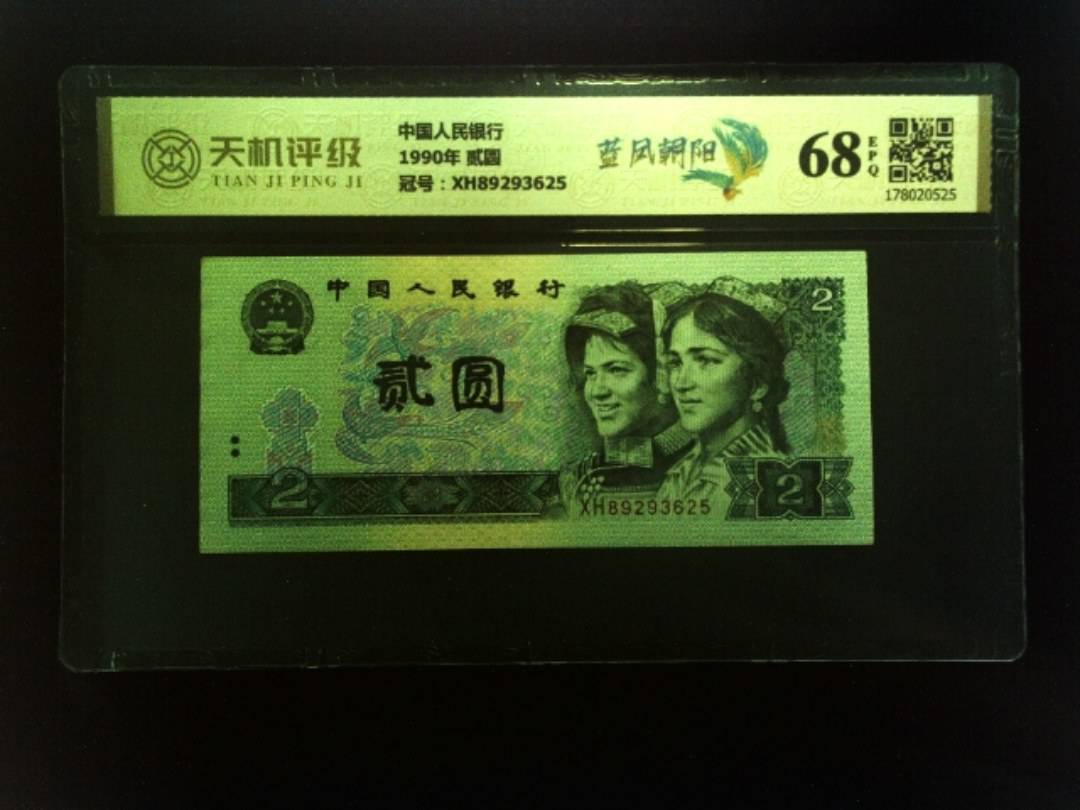 天机评级
TIAN JI PING JI
中国人民银行
1990年 贰圆
冠号：XH89293625
蓝凤朝阳
68
EPQ
178020525
中国人民银行
2
贰圆
2
2
XH89293625